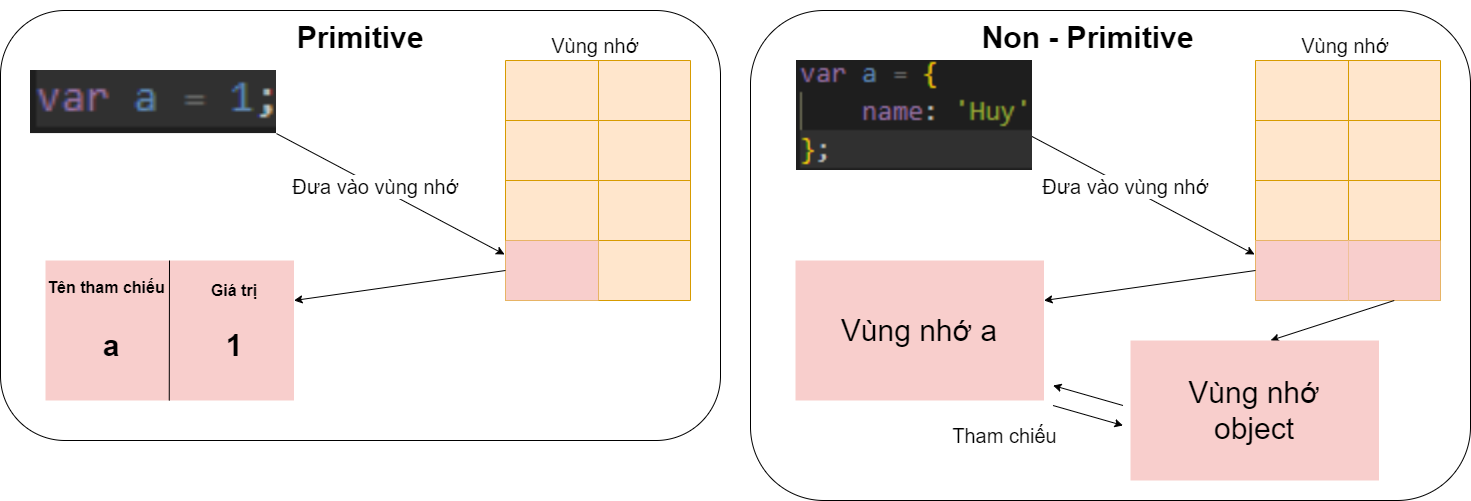 Primitive
Vùng nhớ
var a = 1;
Đưa vào vùng nhớ
Tên tham chiếu
Giá trị
a
1
Non - Primitive
Vùng nhớ
var a = {
name: 'Huy'
};
Đưa vào vùng nhớ
Vùng nhớ a
Vùng nhớ
object
Tham chiếu